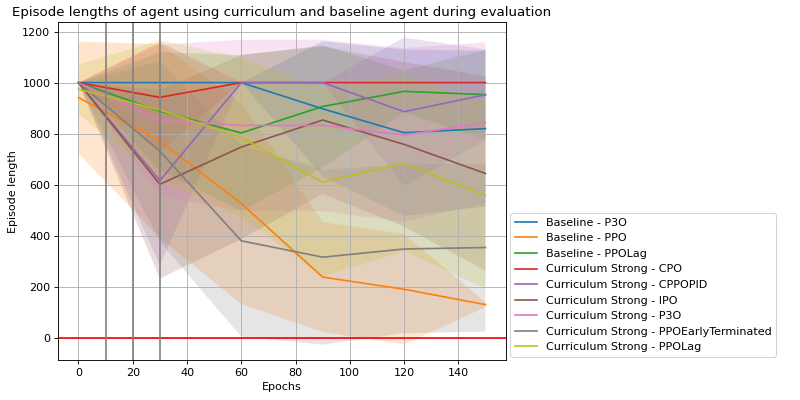 Episode lengths of agent using curriculum and baseline agent during evaluation
1200
1000
800
600
400
200
0
Episode length
0
20
40
60
80
100
120
140
Epochs
Baseline - P3O
Baseline - PPO
Baseline - PPOLag
Curriculum Strong - CPO
Curriculum Strong - CPPOPID
Curriculum Strong - IPO
Curriculum Strong - P3O
Curriculum Strong - PPOEarlyTerminated
Curriculum Strong - PPOLag